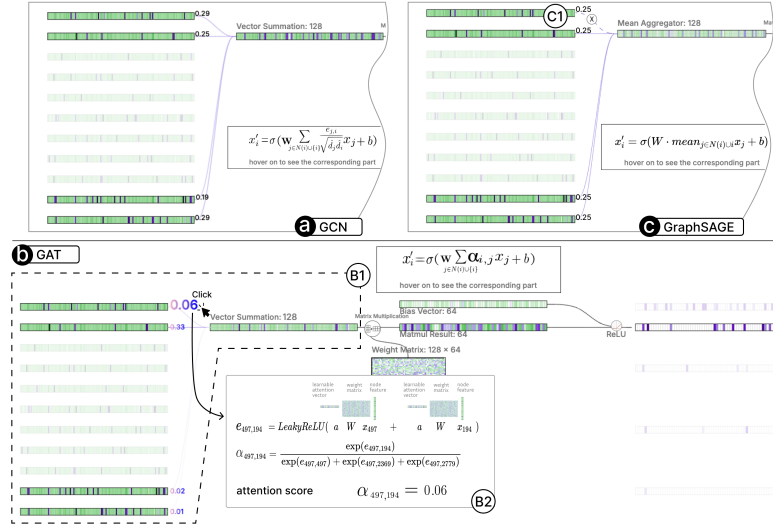 0.29
0.25
Vector Summation: 128
M
x'ᵢ=σ(W ∑ j∈N(i)∪{i} eⱼ,ᵢ/√(d̂ⱼd̂ᵢ) xⱼ+b)
hover on to see the corresponding part
0.19
0.29
a GCN
0.25
C1
X
0.25
Mean Aggregator: 128
Ma
x'ᵢ = σ(W · mean j∈N(i)∪i xⱼ + b)
hover on to see the corresponding part
0.25
0.25
c GraphSAGE
b GAT
B1
x'ᵢ=σ(W ∑ j∈N(i)∪{i} αᵢ,ⱼ xⱼ+b)
hover on to see the corresponding part
Click
0.06
0.33
Vector Summation: 128
Matrix Multiplication
Bias Vector: 64
Matmul Result: 64
ReLU
Weight Matrix: 128 × 64
learnable attention vector
weight matrix
node feature
learnable attention vector
weight matrix
node feature
e₄₉₇,₁₉₄ = LeakyReLU( a W x₄₉₇ + a W x₁₉₄ )
α₄₉₇,₁₉₄ = exp(e₄₉₇,₁₉₄) / exp(e₄₉₇,₄₉₇) + exp(e₄₉₇,₂₃₆₉) + exp(e₄₉₇,₂₇₇₉)
attention score α₄₉₇,₁₉₄ = 0.06
B2
0.02
0.01